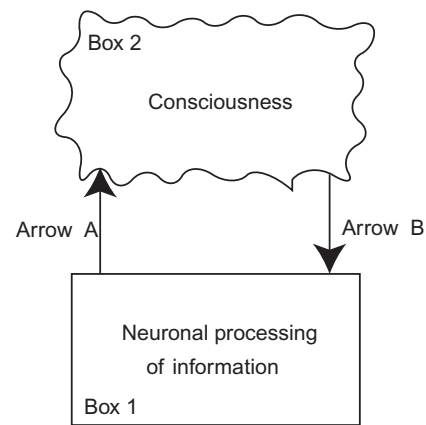 Box 2
Consciousness
Arrow A
Arrow B
Neuronal processing
of information
Box 1